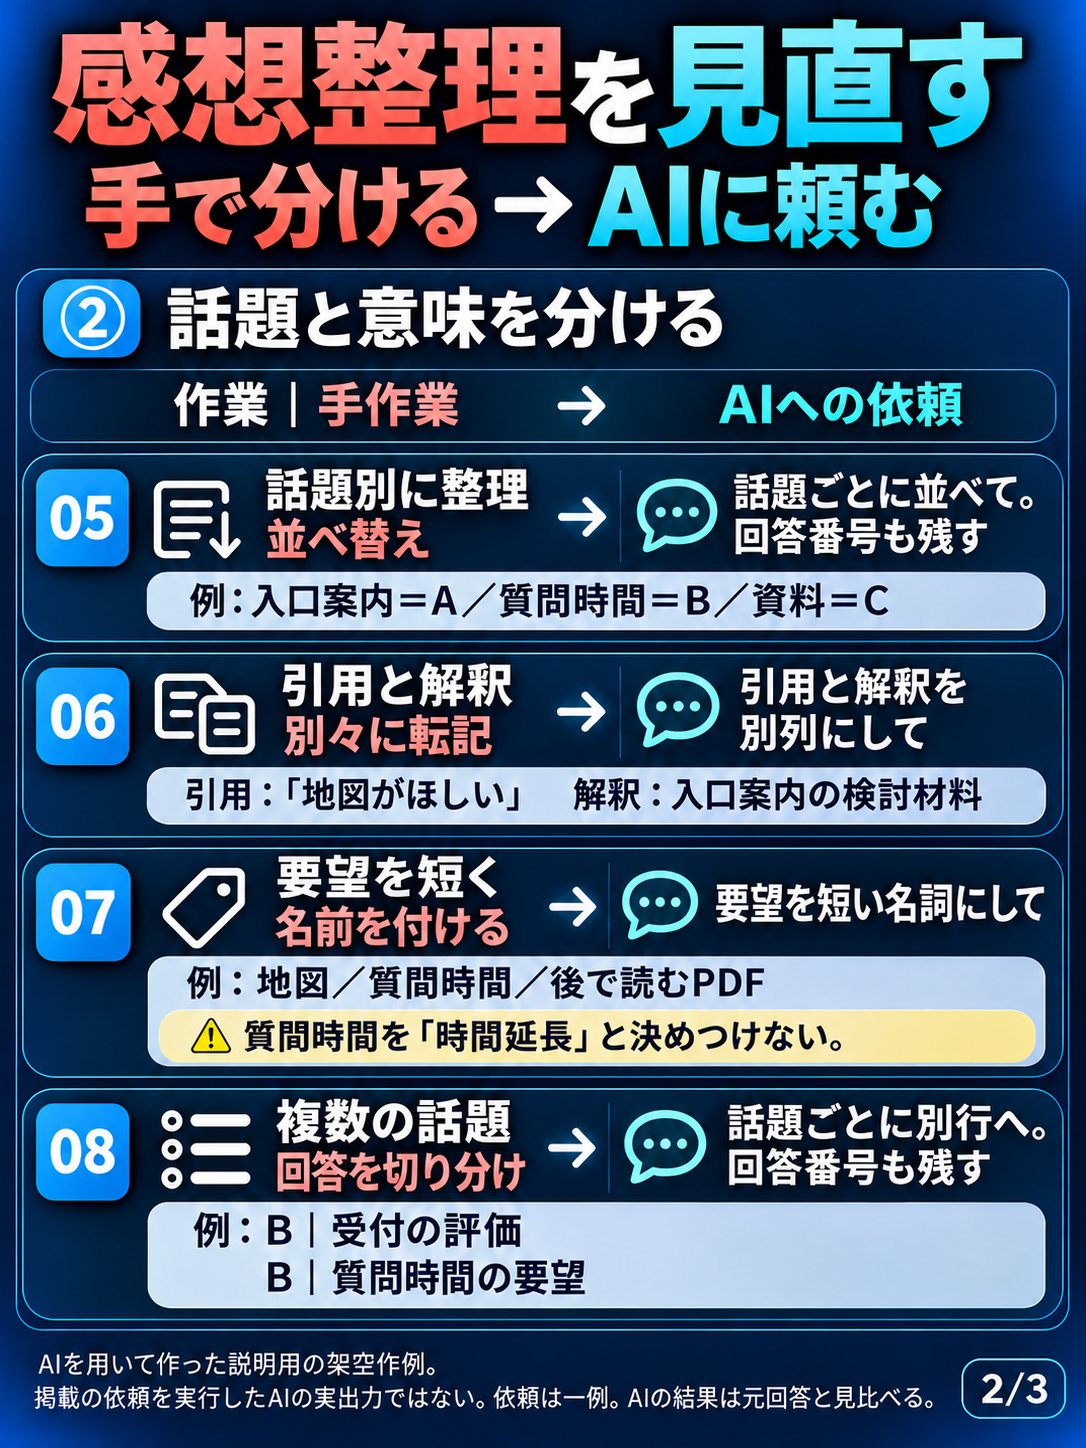 感想整理を見直す
手で分ける→AIに頼む
② 話題と意味を分ける
作業｜手作業 → AIへの依頼
05 話題別に整理 並べ替え → 話題ごとに並べて。
回答番号も残す
例：入口案内＝A／質問時間＝B／資料＝C
06 引用と解釈 別々に転記 → 引用と解釈を
別列にして
引用：「地図がほしい」 解釈：入口案内の検討材料
07 要望を短く 名前を付ける → 要望を短い名詞にして
例：地図／質問時間／後で読むPDF
質問時間を「時間延長」と決めつけない。
08 複数の話題 回答を切り分け → 話題ごとに別行へ。
回答番号も残す
例：B｜受付の評価
B｜質問時間の要望
AIを用いて作った説明用の架空作例。
掲載の依頼を実行したAIの実出力ではない。依頼は一例。AIの結果は元回答と見比べる。
2/3